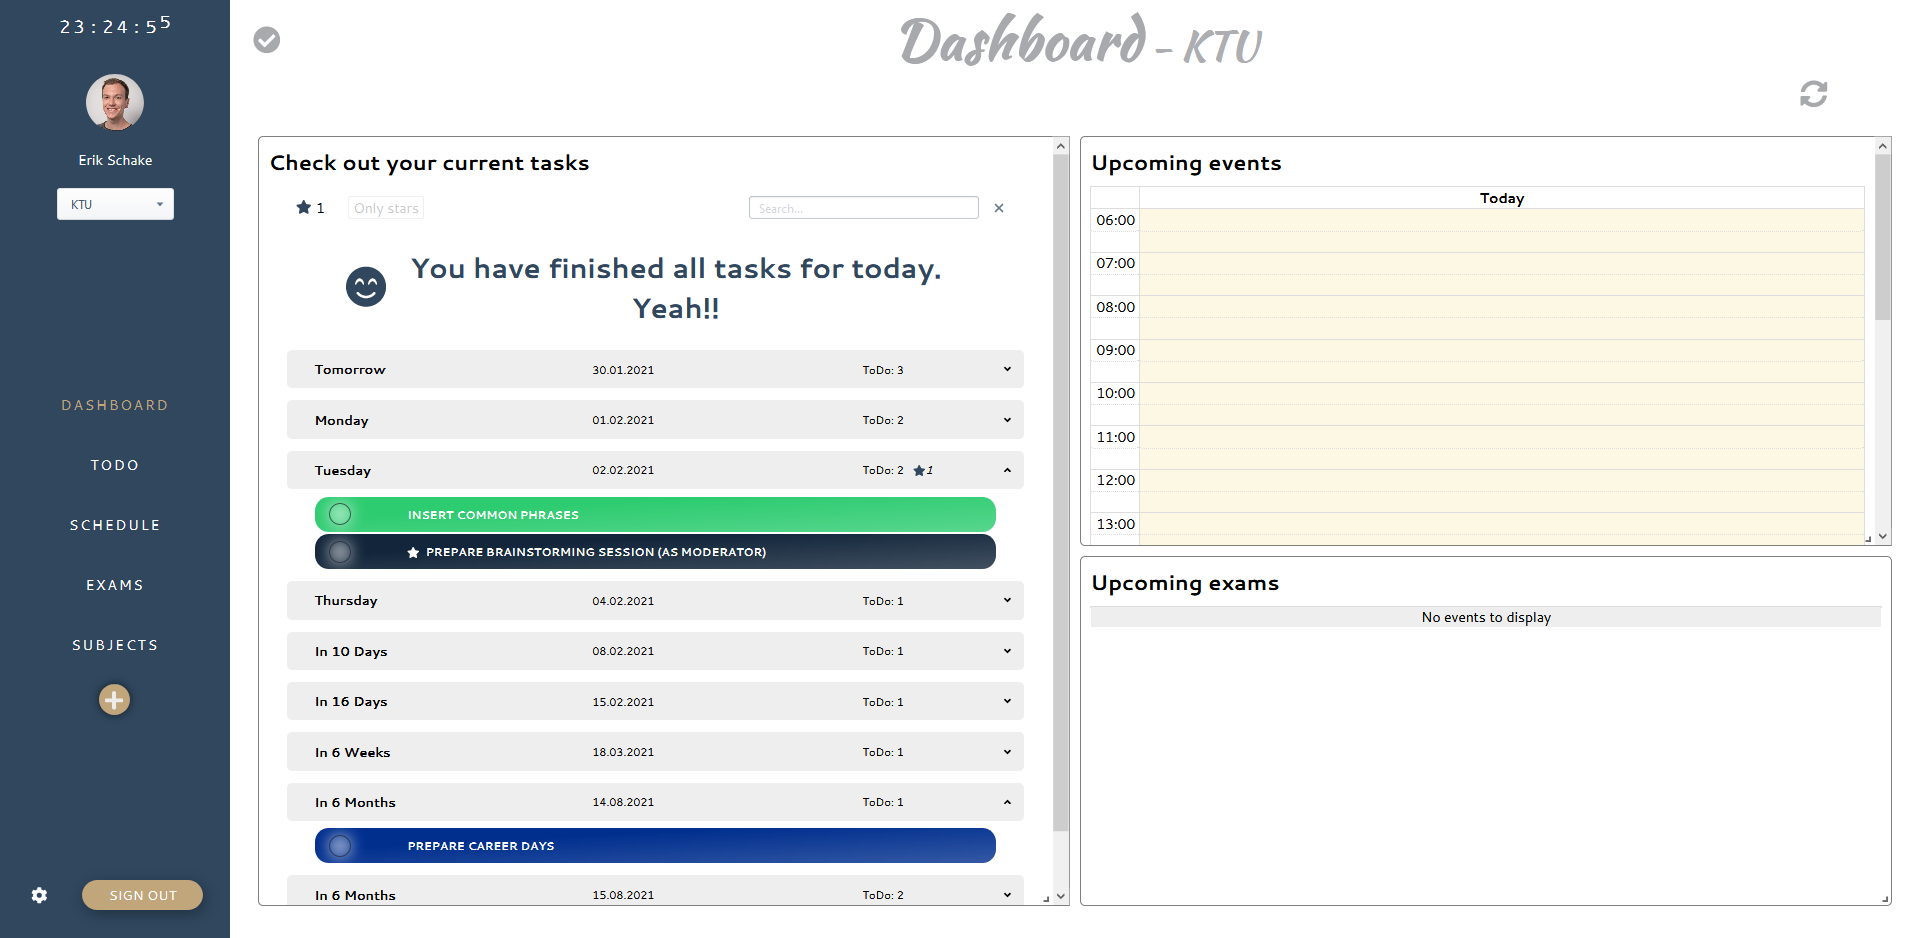 23:24:55
Erik Schake
KTU
DASHBOARD
TODO
SCHEDULE
EXAMS
SUBJECTS
SIGN OUT
Dashboard - KTU
Check out your current tasks
1 Only stars Search...
You have finished all tasks for today.
Yeah!!
Tomorrow 30.01.2021 ToDo: 3
Monday 01.02.2021 ToDo: 2
Tuesday 02.02.2021 ToDo: 2 1
INSERT COMMON PHRASES
PREPARE BRAINSTORMING SESSION (AS MODERATOR)
Thursday 04.02.2021 ToDo: 1
In 10 Days 08.02.2021 ToDo: 1
In 16 Days 15.02.2021 ToDo: 1
In 6 Weeks 18.03.2021 ToDo: 1
In 6 Months 14.08.2021 ToDo: 1
PREPARE CAREER DAYS
In 6 Months 15.08.2021 ToDo: 2
Upcoming events
Today
06:00
07:00
08:00
09:00
10:00
11:00
12:00
13:00
Upcoming exams
No events to display